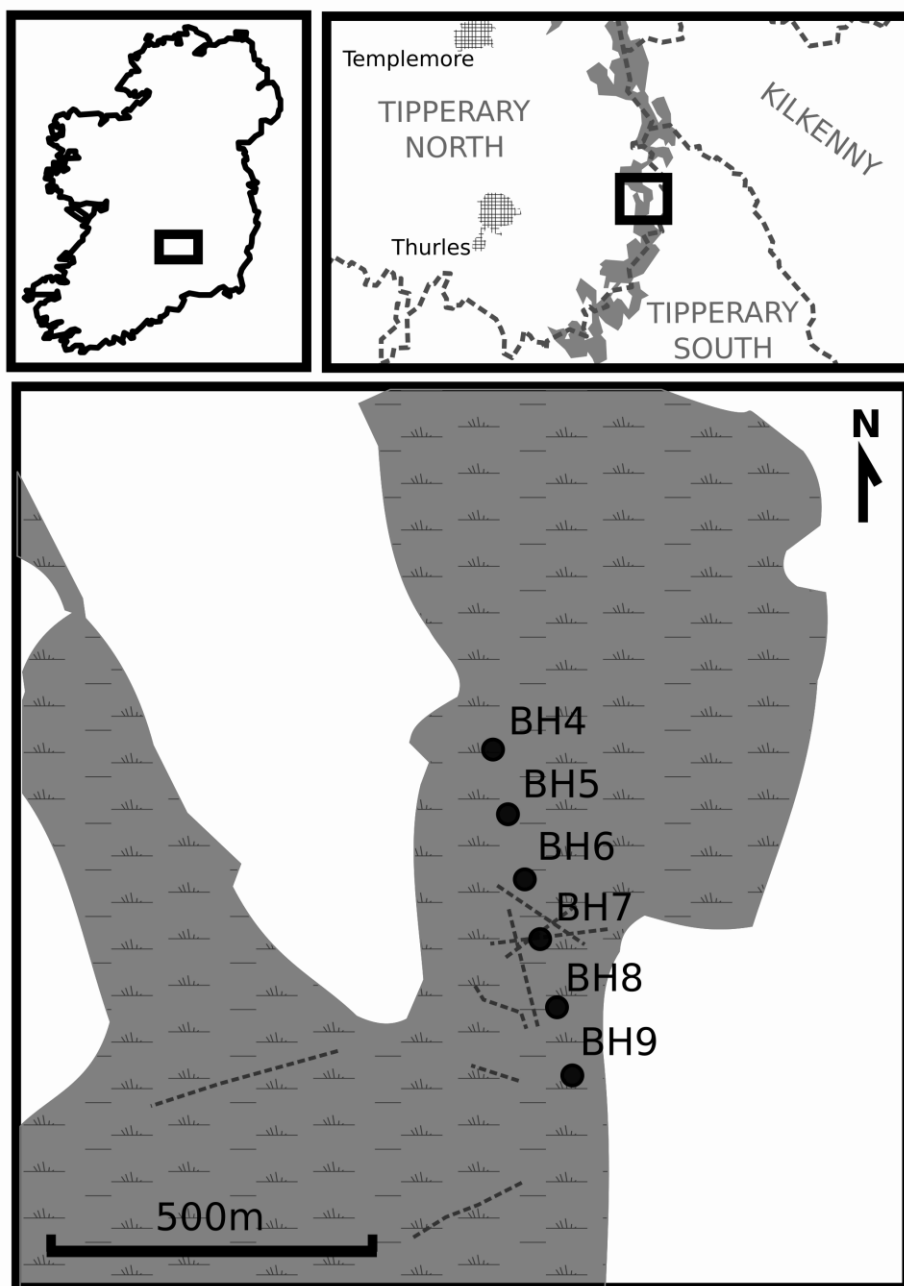 Templemore
TIPPERARY
NORTH
KILKENNY
Thurles
TIPPERARY
SOUTH
N
BH4
BH5
BH6
BH7
BH8
BH9
500m